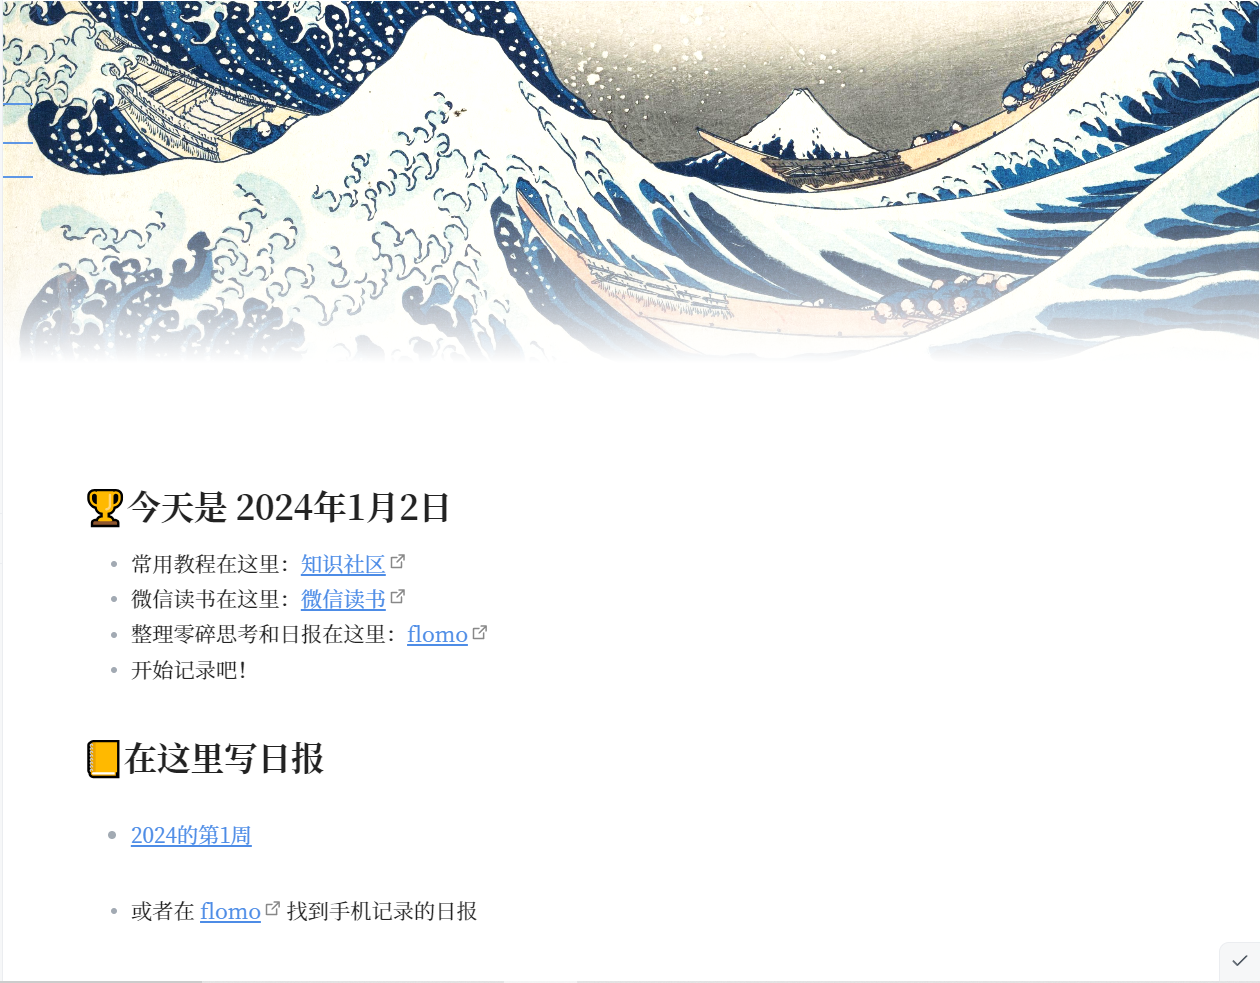 🏆今天是 2024年1月2日
常用教程在这里：知识社区
微信读书在这里：微信读书
整理零碎思考和日报在这里：flomo
开始记录吧！
📒在这里写日报
2024的第1周
或者在 flomo 找到手机记录的日报